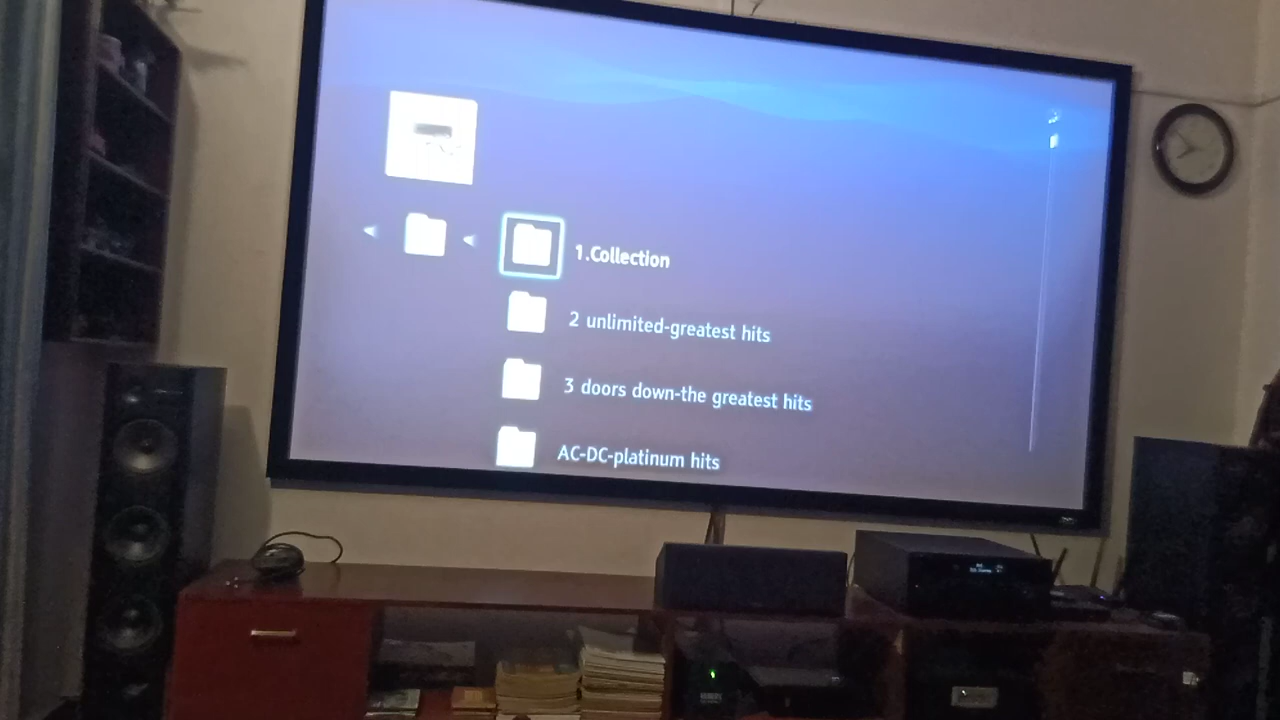 1.Collection
2 unlimited-greatest hits
3 doors down-the greatest hits
AC-DC-platinum hits